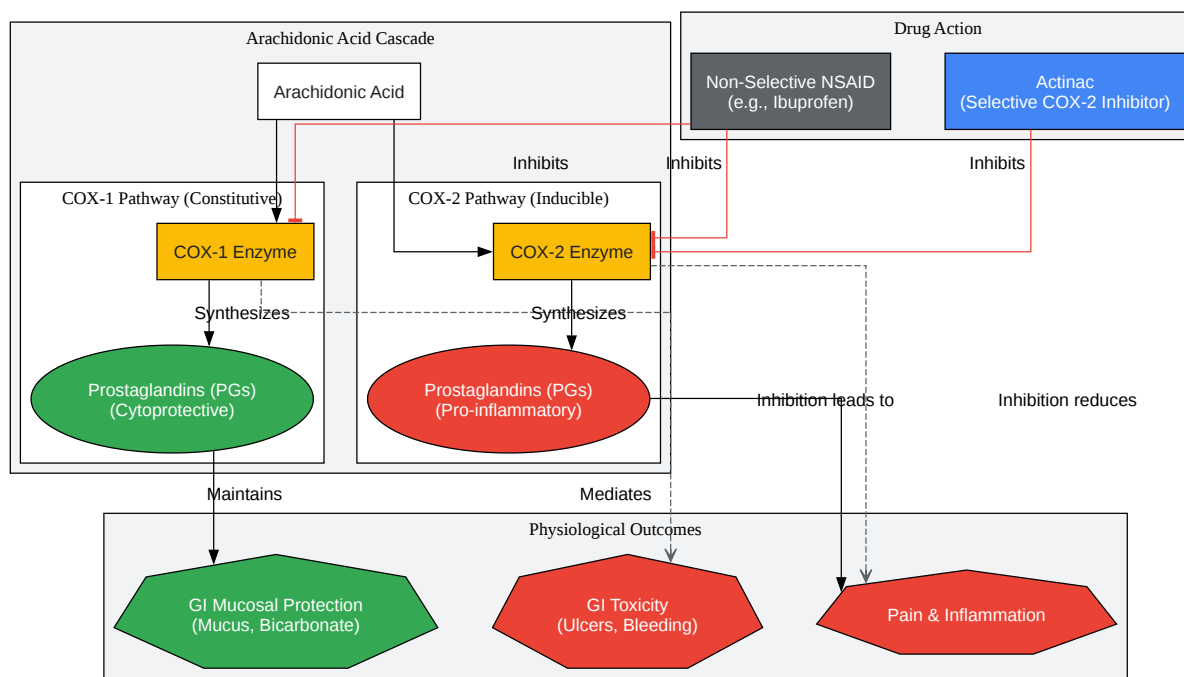 Arachidonic Acid Cascade
Drug Action
Arachidonic Acid
Non-Selective NSAID
(e.g., Ibuprofen)
Actinac
(Selective COX-2 Inhibitor)
Inhibits
Inhibits
Inhibits
COX-1 Pathway (Constitutive)
COX-2 Pathway (Inducible)
COX-1 Enzyme
COX-2 Enzyme
Synthesizes
Synthesizes
Prostaglandins (PGs)
(Cytoprotective)
Prostaglandins (PGs)
(Pro-inflammatory)
Inhibition leads to
Inhibition reduces
Maintains
Mediates
Physiological Outcomes
GI Mucosal Protection
(Mucus, Bicarbonate)
GI Toxicity
(Ulcers, Bleeding)
Pain & Inflammation